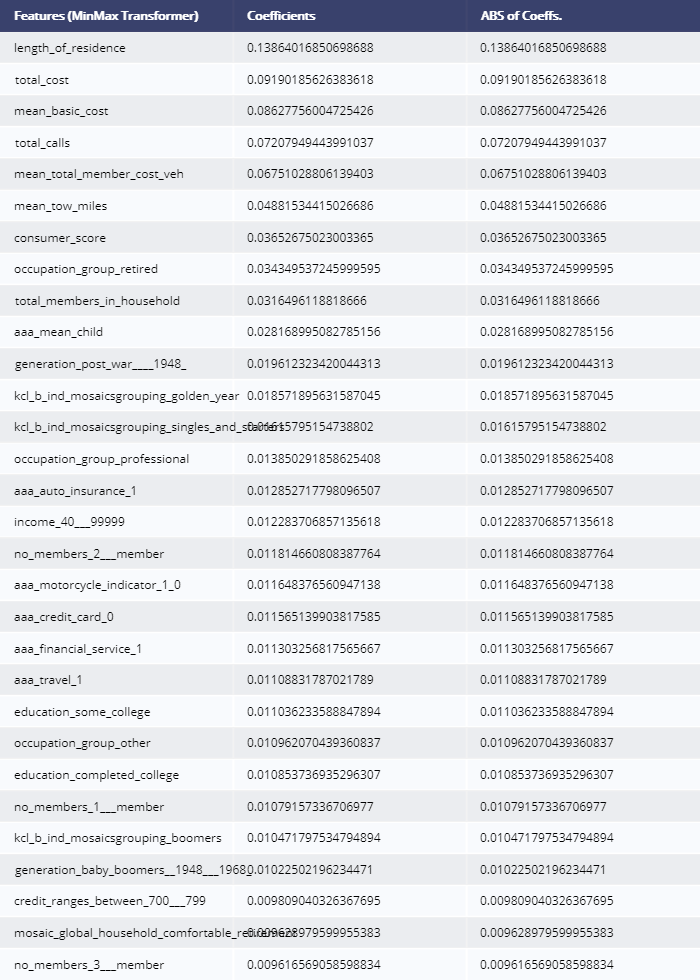 Features (MinMax Transformer) Coefficients ABS of Coeffs.
length_of_residence 0.13864016850698688 0.13864016850698688
total_cost 0.09190185626383618 0.09190185626383618
mean_basic_cost 0.08627756004725426 0.08627756004725426
total_calls 0.07207949443991037 0.07207949443991037
mean_total_member_cost_veh 0.06751028806139403 0.06751028806139403
mean_tow_miles 0.04881534415026686 0.04881534415026686
consumer_score 0.03652675023003365 0.03652675023003365
occupation_group_retired 0.034349537245999595 0.034349537245999595
total_members_in_household 0.0316496118818666 0.0316496118818666
aaa_mean_child 0.028168995082785156 0.028168995082785156
generation_post_war____1948_ 0.019612323420044313 0.019612323420044313
kcl_b_ind_mosaicsgrouping_golden_year 0.018571895631587045 0.018571895631587045
kcl_b_ind_mosaicsgrouping_singles_and_starters 0.01615795154738802 0.01615795154738802
occupation_group_professional 0.013850291858625408 0.013850291858625408
aaa_auto_insurance_1 0.012852717798096507 0.012852717798096507
income_40___99999 0.012283706857135618 0.012283706857135618
no_members_2___member 0.011814660808387764 0.011814660808387764
aaa_motorcycle_indicator_1_0 0.011648376560947138 0.011648376560947138
aaa_credit_card_0 0.011565139903817585 0.011565139903817585
aaa_financial_service_1 0.011303256817565667 0.011303256817565667
aaa_travel_1 0.01108831787021789 0.01108831787021789
education_some_college 0.011036233588847894 0.011036233588847894
occupation_group_other 0.010962070439360837 0.010962070439360837
education_completed_college 0.010853736935296307 0.010853736935296307
no_members_1___member 0.01079157336706977 0.01079157336706977
kcl_b_ind_mosaicsgrouping_boomers 0.010471797534794894 0.010471797534794894
generation_baby_boomers__1948___1968_ 0.01022502196234471 0.01022502196234471
credit_ranges_between_700___799 0.009809040326367695 0.009809040326367695
mosaic_global_household_comfortable_retirement 0.009628979599955383 0.009628979599955383
no_members_3___member 0.009616569058598834 0.009616569058598834